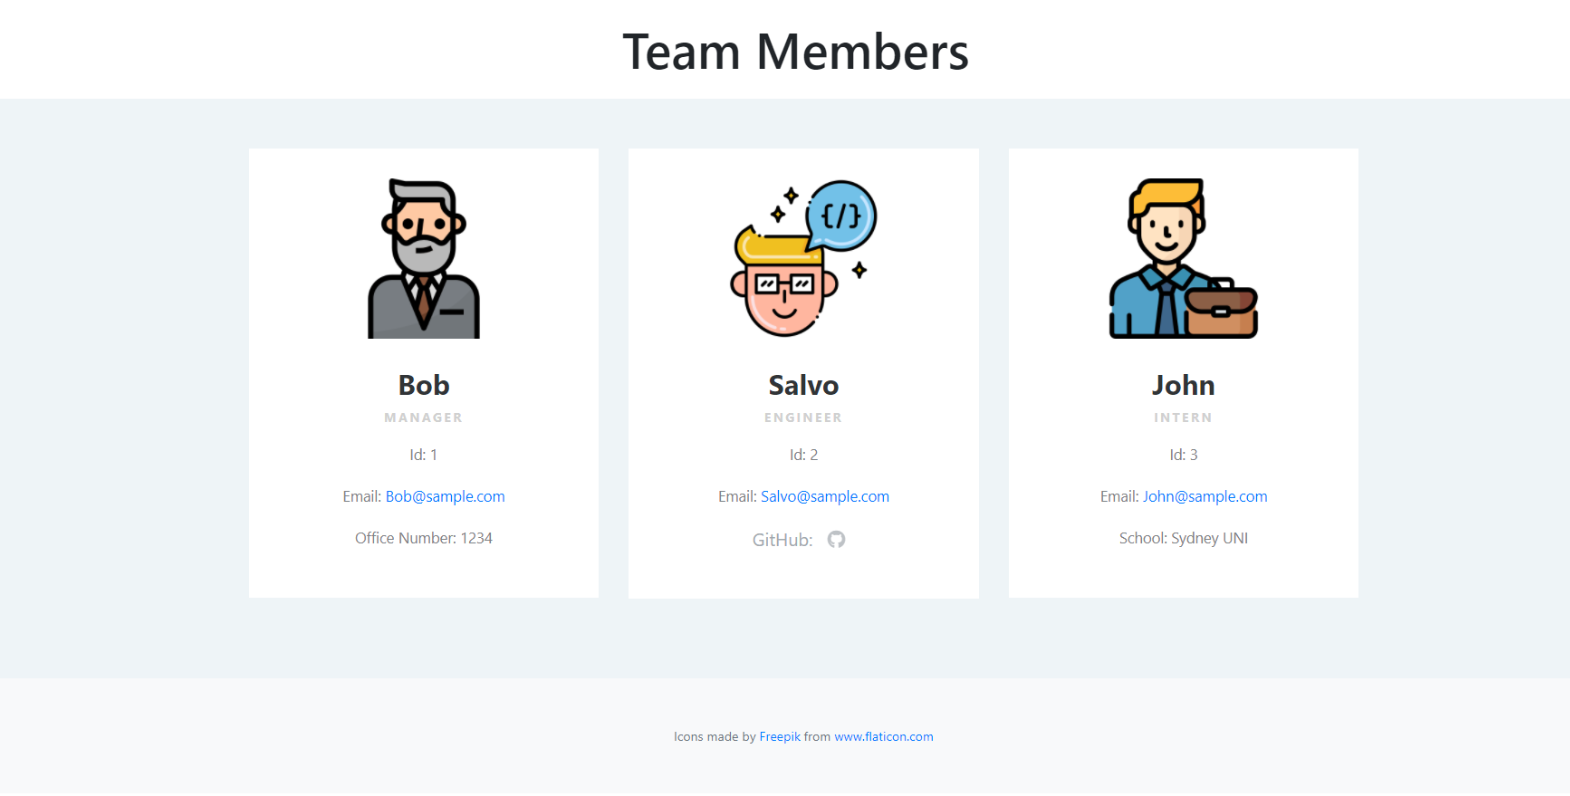 Team Members
{/}
Bob
MANAGER
Id: 1
Email: Bob@sample.com
Office Number: 1234
Salvo
ENGINEER
Id: 2
Email: Salvo@sample.com
GitHub:
John
INTERN
Id: 3
Email: John@sample.com
School: Sydney UNI
Icons made by Freepik from www.flaticon.com